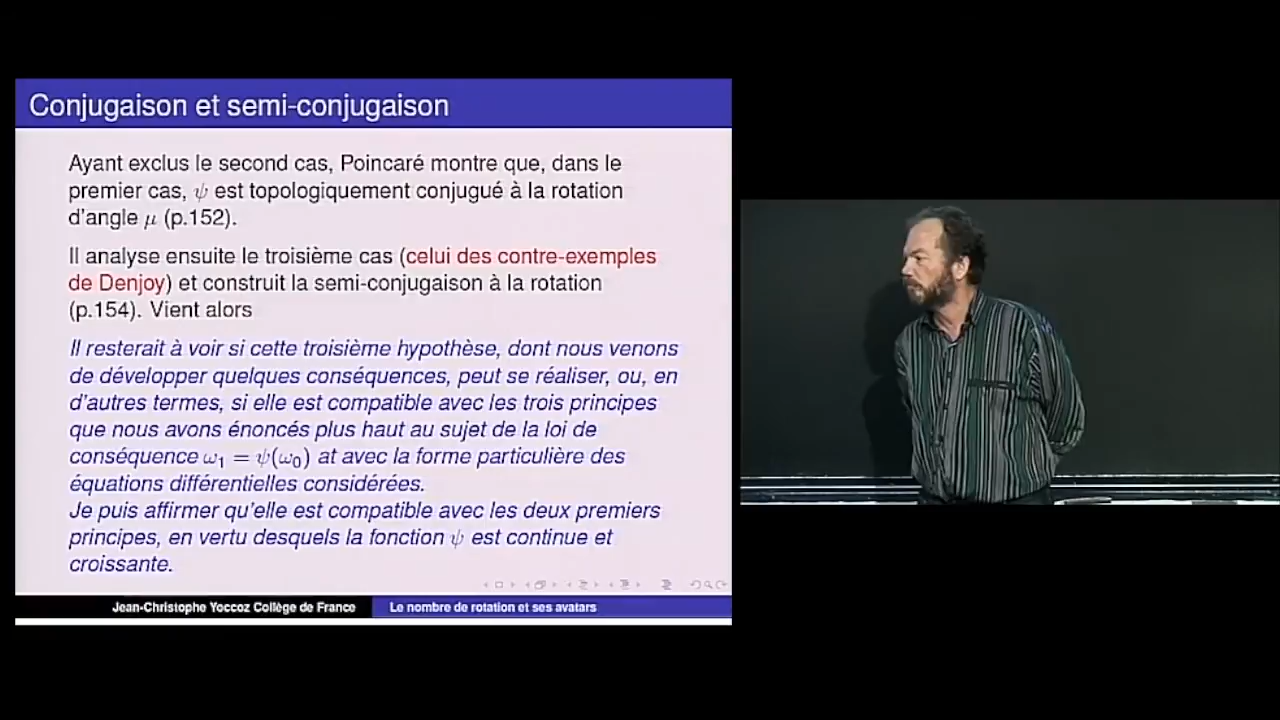 Conjugaison et semi-conjugaison
Ayant exclus le second cas, Poincaré montre que, dans le
premier cas, ψ est topologiquement conjugué à la rotation
d'angle μ (p.152).
Il analyse ensuite le troisième cas (celui des contre-exemples
de Denjoy) et construit la semi-conjugaison à la rotation
(p.154). Vient alors
Il resterait à voir si cette troisième hypothèse, dont nous venons
de développer quelques conséquences, peut se réaliser, ou, en
d'autres termes, si elle est compatible avec les trois principes
que nous avons énoncés plus haut au sujet de la loi de
conséquence ω₁ = ψ(ω₀) at avec la forme particulière des
équations différentielles considérées.
Je puis affirmer qu'elle est compatible avec les deux premiers
principes, en vertu desquels la fonction ψ est continue et
croissante.
Jean-Christophe Yoccoz Collège de France
Le nombre de rotation et ses avatars